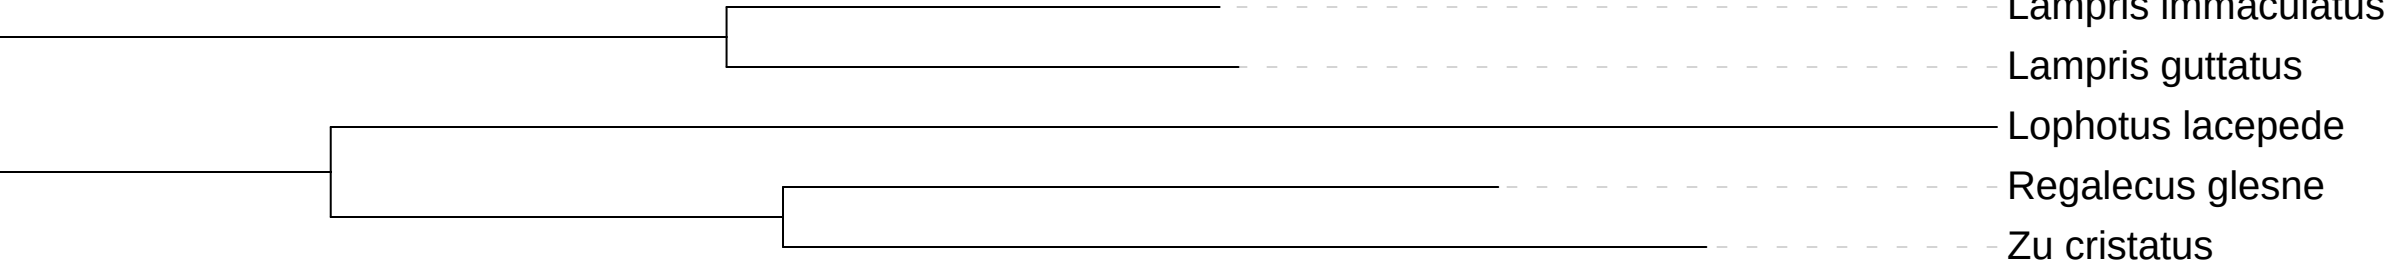 Lampris immaculatus
Lampris guttatus
Lophotus lacepede
Regalecus glesne
Zu cristatus